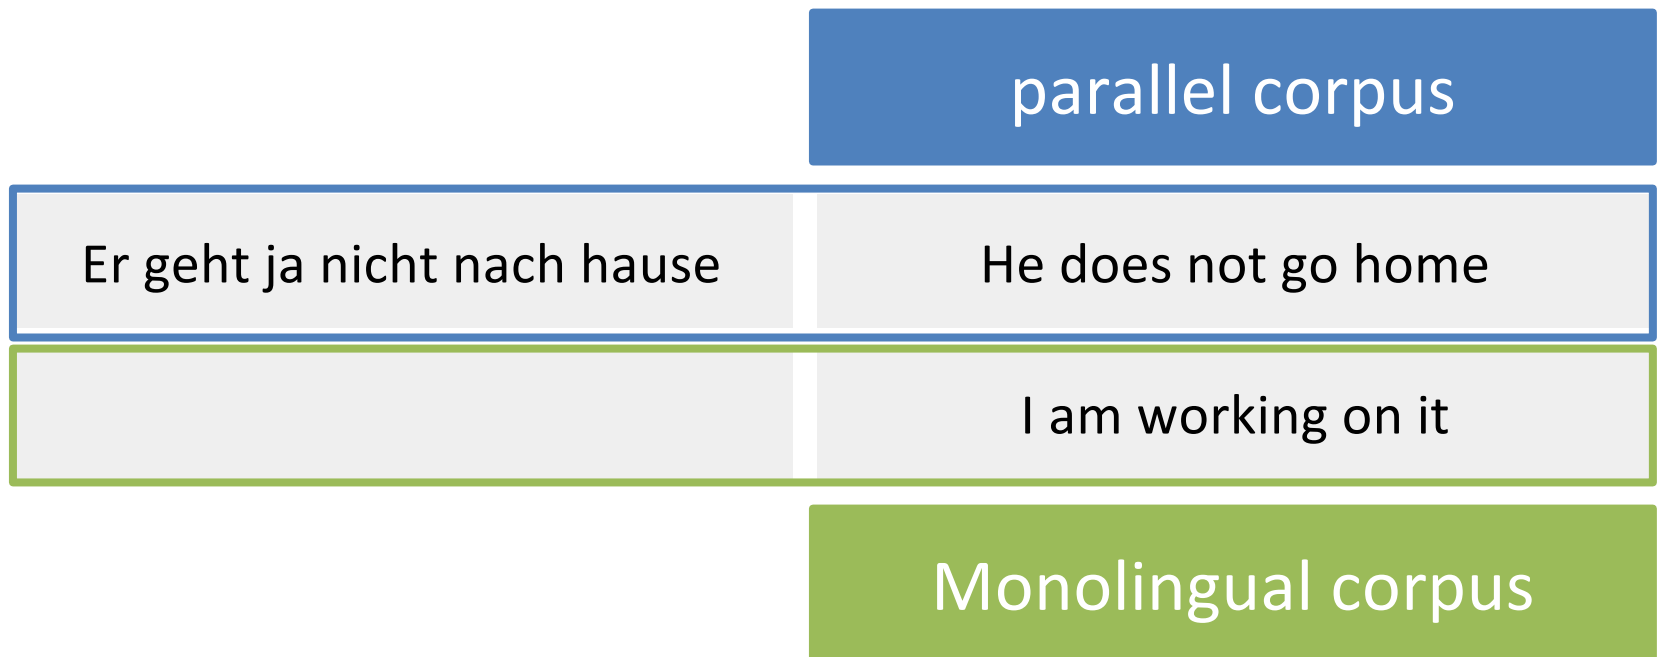 parallel corpus
Er geht ja nicht nach hause
He does not go home
I am working on it
Monolingual corpus